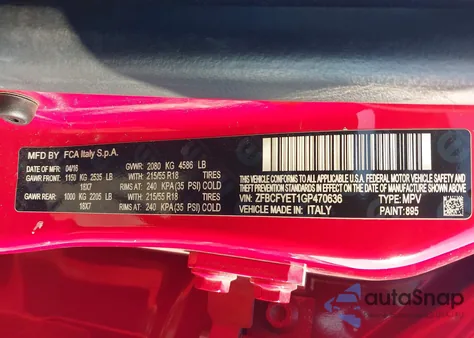 MFD BY FCA Italy S.p.A.
DATE OF MFR: 04/16 GVWR: 2080 KG 4586 LB
GAWR FRONT: 1150 KG 2535 LB WITH: 215/55 R18
18X7 RIMS AT: 240 KPA(35 PSI) COLD
GAWR REAR: 1000 KG 2205 LB WITH: 215/55 R18
18X7 RIMS AT: 240 KPA(35 PSI) COLD
THIS VEHICLE CONFORMS TO ALL APPLICABLE U.S.A. FEDERAL MOTOR VEHICLE SAFETY AND
THEFT PREVENTION STANDARDS IN EFFECT ON THE DATE OF MANUFACTURE SHOWN ABOVE.
VIN: ZFBCFYET1GP470636 TYPE: MPV
VEHICLE MADE IN: ITALY PAINT: 895
autoSnap